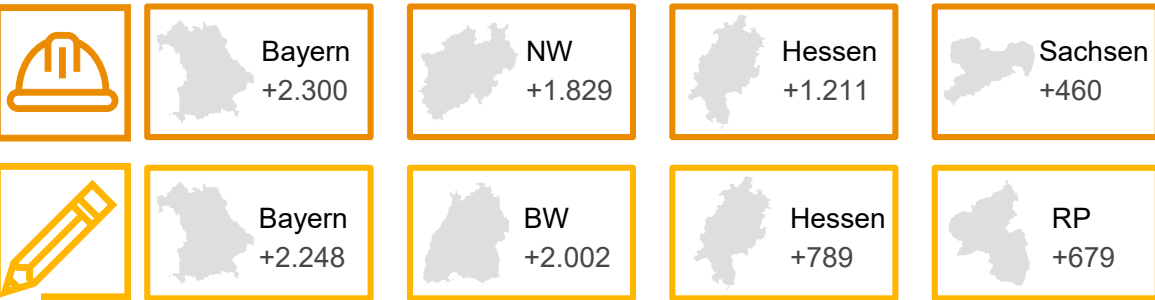 Bayern
+2.300
NW
+1.829
Hessen
+1.211
Sachsen
+460
Bayern
+2.248
BW
+2.002
Hessen
+789
RP
+679